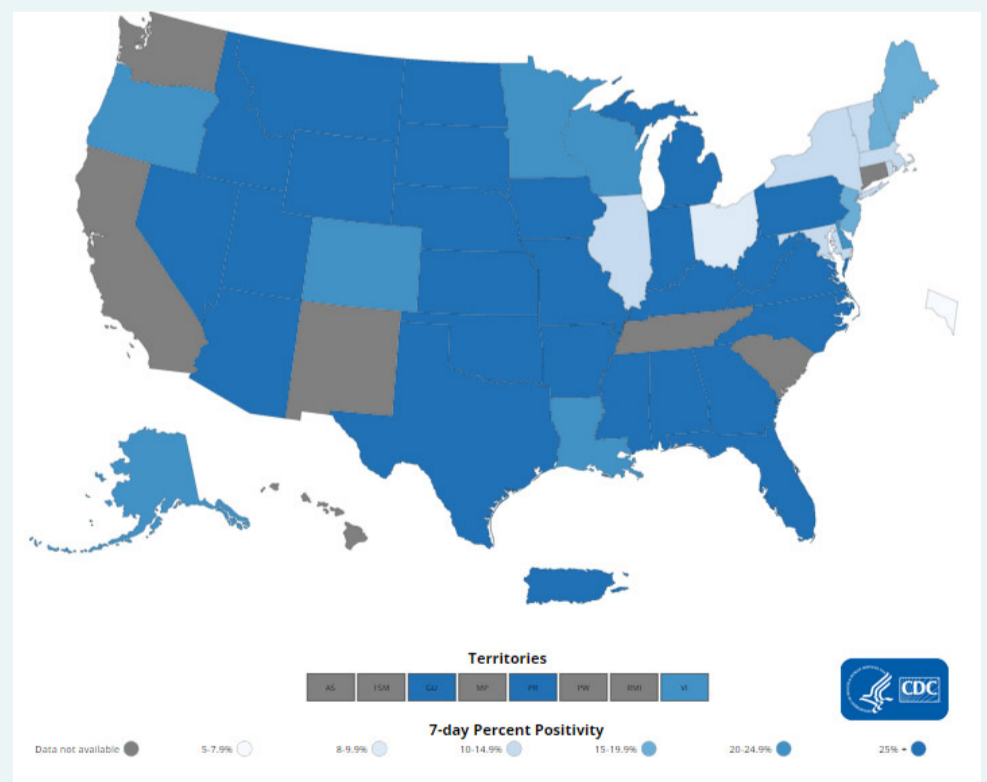 Territories
AS FSM GU MP PR PW RMI VI
CDC
7-day Percent Positivity
Data not available 5-7.9% 8-9.9% 10-14.9% 15-19.9% 20-24.9% 25% +